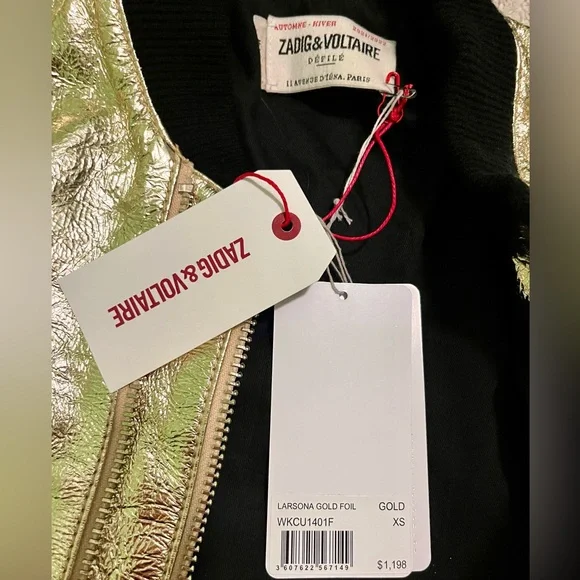 AUTOMNE - HIVER
ZADIG&VOLTAIRE
DÉFILÉ
11 AVENUE D'IÉNA. PARIS
ZADIG & VOLTAIRE
LARSONA GOLD FOIL GOLD
WKCU1401F XS
3 607622 567149
$1,198